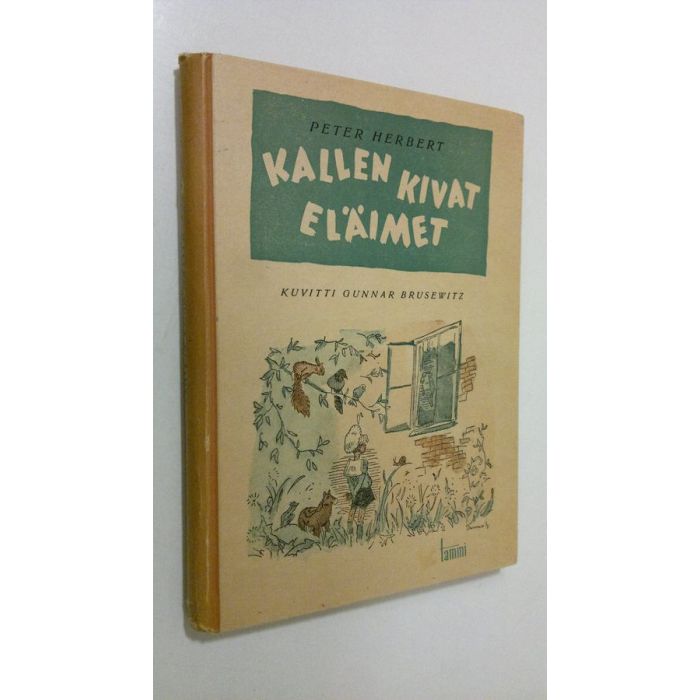 PETER HERBERT
KALLEN KIVAT
ELÄIMET
KUVITTI GUNNAR BRUSEWITZ
tammi